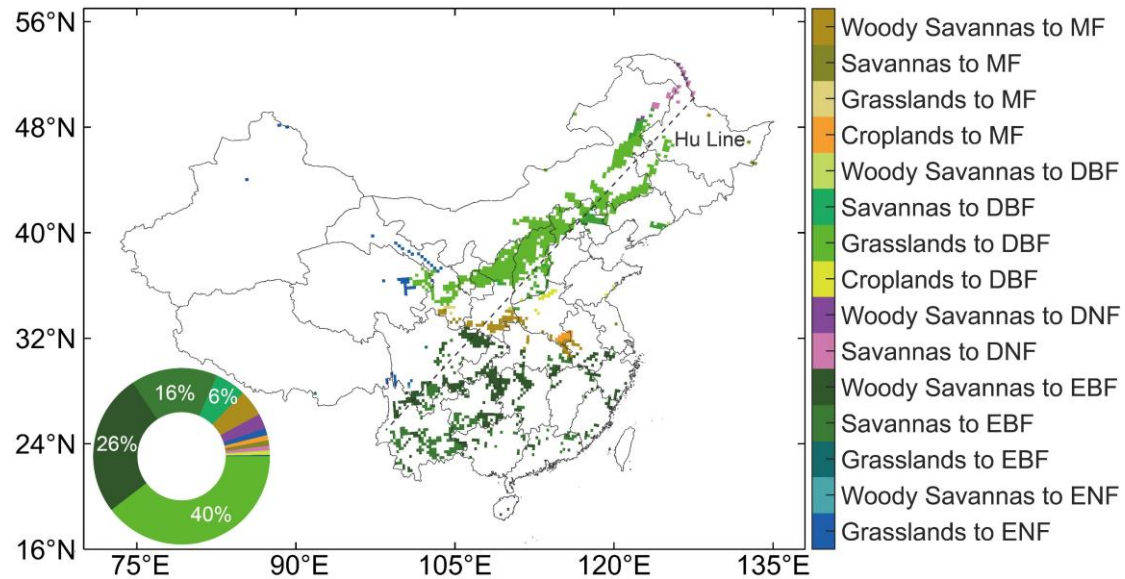 56°N
48°N
40°N
32°N
24°N
16°N
75°E
90°E
105°E
120°E
135°E
Hu Line
16%
6%
26%
40%
Woody Savannas to MF
Savannas to MF
Grasslands to MF
Croplands to MF
Woody Savannas to DBF
Savannas to DBF
Grasslands to DBF
Croplands to DBF
Woody Savannas to DNF
Savannas to DNF
Woody Savannas to EBF
Savannas to EBF
Grasslands to EBF
Woody Savannas to ENF
Grasslands to ENF